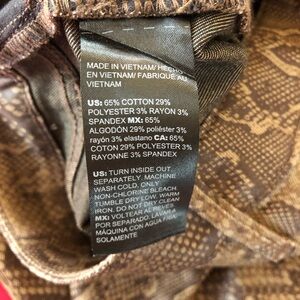 MADE IN VIETNAM/ HECHO
EN VIETNAM/ FABRIQUÉ AU
VIETNAM
US: 65% COTTON 29%
POLYESTER 3% RAYON 3%
SPANDEX MX: 65%
ALGODÓN 29% poliéster 3%
rayón 3% elastano CA: 65%
COTON 29% POLYESTER 3%
RAYONNE 3% SPANDEX
US: TURN INSIDE OUT.
SEPARATELY. MACHINE
WASH COLD. ONLY
NON-CHLORINE BLEACH.
TUMBLE DRY LOW. WARM
IRON. DO NOT DRY CLEAN
MX: VOLTEAR AL REVÉS.
POR SEPARADO. LAVAR A
MÁQUINA CON AGUA FRÍA.
SOLAMENTE